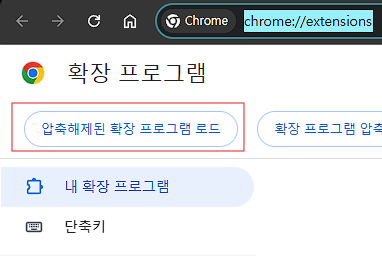 Chrome
chrome://extensions
확장 프로그램
압축해제된 확장 프로그램 로드
확장 프로그램 압축
내 확장 프로그램
단축키